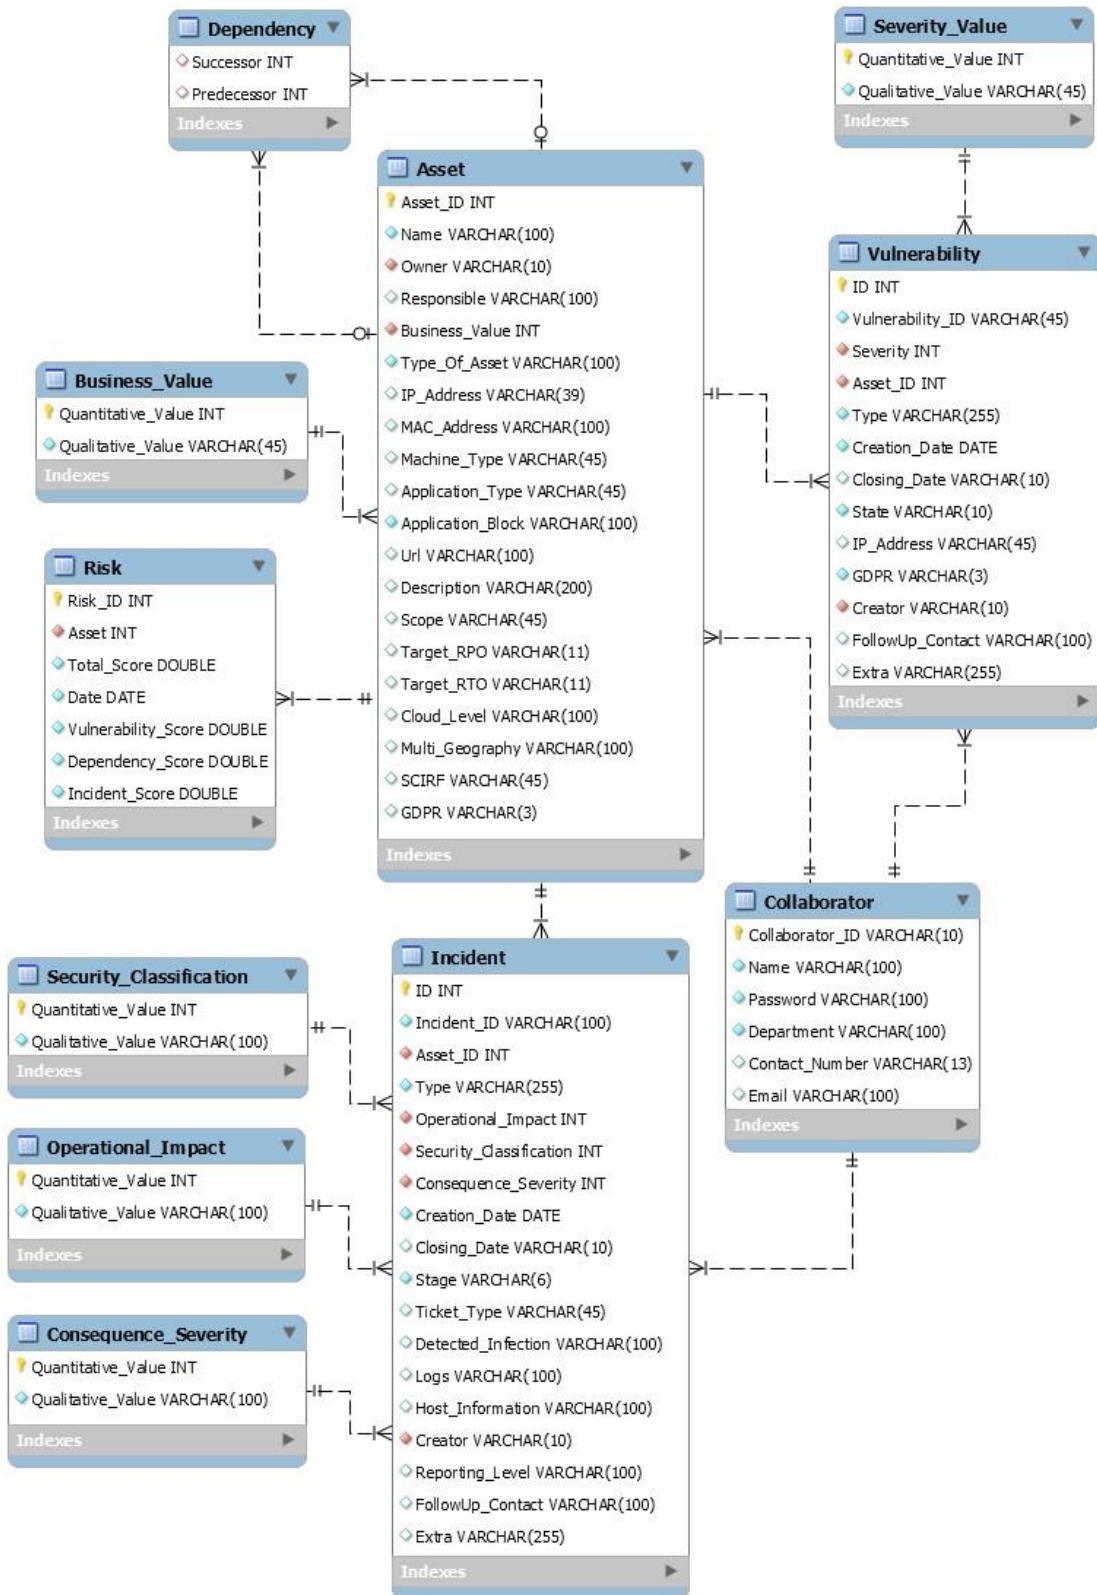 Dependency
Successor INT
Predecessor INT
Indexes
Severity_Value
Quantitative_Value INT
Qualitative_Value VARCHAR(45)
Indexes
Asset
Asset_ID INT
Name VARCHAR(100)
Owner VARCHAR(10)
Responsible VARCHAR(100)
Business_Value INT
Type_Of_Asset VARCHAR(100)
IP_Address VARCHAR(39)
MAC_Address VARCHAR(100)
Machine_Type VARCHAR(45)
Application_Type VARCHAR(45)
Application_Block VARCHAR(100)
Url VARCHAR(100)
Description VARCHAR(200)
Scope VARCHAR(45)
Target_RPO VARCHAR(11)
Target_RTO VARCHAR(11)
Cloud_Level VARCHAR(100)
Multi_Geography VARCHAR(100)
SCIRF VARCHAR(45)
GDPR VARCHAR(3)
Indexes
Vulnerability
ID INT
Vulnerability_ID VARCHAR(45)
Severity INT
Asset_ID INT
Type VARCHAR(255)
Creation_Date DATE
Closing_Date VARCHAR(10)
State VARCHAR(10)
IP_Address VARCHAR(45)
GDPR VARCHAR(3)
Creator VARCHAR(10)
FollowUp_Contact VARCHAR(100)
Extra VARCHAR(255)
Indexes
Business_Value
Quantitative_Value INT
Qualitative_Value VARCHAR(45)
Indexes
Risk
Risk_ID INT
Asset INT
Total_Score DOUBLE
Date DATE
Vulnerability_Score DOUBLE
Dependency_Score DOUBLE
Incident_Score DOUBLE
Indexes
Collaborator
Collaborator_ID VARCHAR(10)
Name VARCHAR(100)
Password VARCHAR(100)
Department VARCHAR(100)
Contact_Number VARCHAR(13)
Email VARCHAR(100)
Indexes
Security_Classification
Quantitative_Value INT
Qualitative_Value VARCHAR(100)
Indexes
Operational_Impact
Quantitative_Value INT
Qualitative_Value VARCHAR(100)
Indexes
Consequence_Severity
Quantitative_Value INT
Qualitative_Value VARCHAR(100)
Indexes
Incident
ID INT
Incident_ID VARCHAR(100)
Asset_ID INT
Type VARCHAR(255)
Operational_Impact INT
Security_Classification INT
Consequence_Severity INT
Creation_Date DATE
Closing_Date VARCHAR(10)
Stage VARCHAR(6)
Ticket_Type VARCHAR(45)
Detected_Infection VARCHAR(100)
Logs VARCHAR(100)
Host_Information VARCHAR(100)
Creator VARCHAR(10)
Reporting_Level VARCHAR(100)
FollowUp_Contact VARCHAR(100)
Extra VARCHAR(255)
Indexes